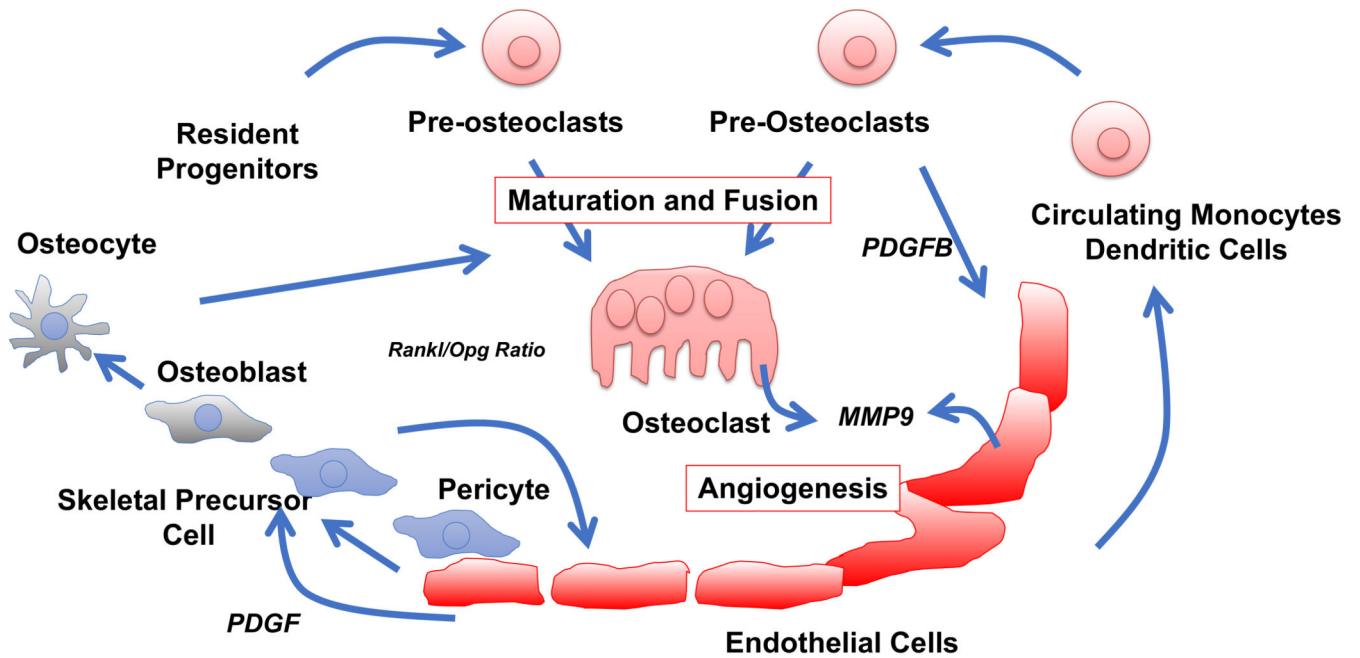 Pre-osteoclasts
Pre-Osteoclasts
Resident
Progenitors
Maturation and Fusion
Circulating Monocytes
Dendritic Cells
Osteocyte
PDGFB
Rankl/Opg Ratio
Osteoblast
Osteoclast
MMP9
Skeletal Precursor
Cell
Pericyte
Angiogenesis
PDGF
Endothelial Cells